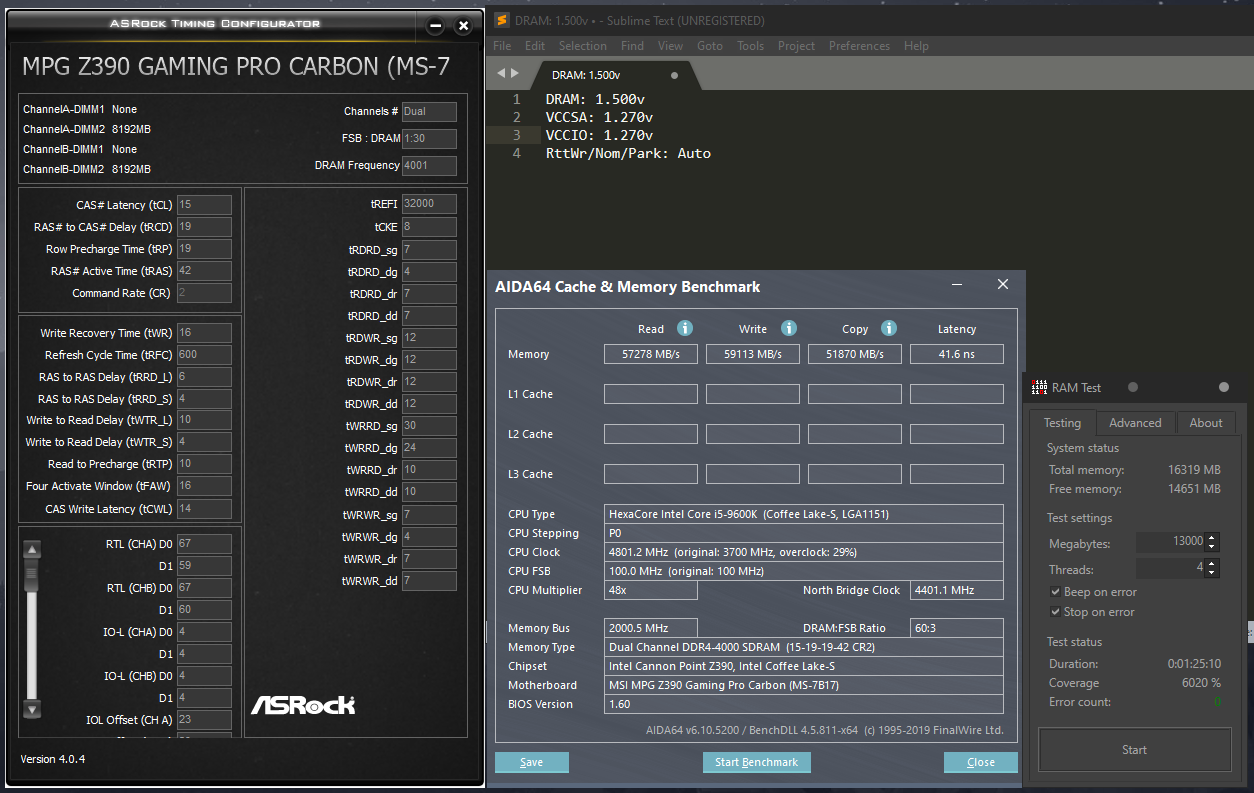 ASRock Timing Configurator
MPG Z390 GAMING PRO CARBON (MS-7
ChannelA-DIMM1 None
ChannelA-DIMM2 8192MB
ChannelB-DIMM1 None
ChannelB-DIMM2 8192MB
Channels # Dual
FSB : DRAM 1:30
DRAM Frequency 4001
CAS# Latency (tCL) 15
RAS# to CAS# Delay (tRCD) 19
Row Precharge Time (tRP) 19
RAS# Active Time (tRAS) 42
Command Rate (CR) 2
Write Recovery Time (tWR) 16
Refresh Cycle Time (tRFC) 600
RAS to RAS Delay (tRRD_L) 6
RAS to RAS Delay (tRRD_S) 4
Write to Read Delay (tWTR_L) 10
Write to Read Delay (tWTR_S) 4
Read to Precharge (tRTP) 10
Four Activate Window (tFAW) 16
CAS Write Latency (tCWL) 14
RTL (CHA) D0 67
D1 59
RTL (CHB) D0 67
D1 60
IO-L (CHA) D0 4
D1 4
IO-L (CHB) D0 4
D1 4
IOL Offset (CH A) 23
tREFI 32000
tCKE 8
tRDRD_sg 7
tRDRD_dg 4
tRDRD_dr 7
tRDRD_dd 7
tRDWR_sg 12
tRDWR_dg 12
tRDWR_dr 12
tRDWR_dd 12
tWRRD_sg 30
tWRRD_dg 24
tWRRD_dr 10
tWRRD_dd 10
tWRWR_sg 7
tWRWR_dg 4
tWRWR_dr 7
tWRWR_dd 7
ASRock
Version 4.0.4
DRAM: 1.500v • - Sublime Text (UNREGISTERED)
File Edit Selection Find View Goto Tools Project Preferences Help
DRAM: 1.500v
1 DRAM: 1.500v
2 VCCSA: 1.270v
3 VCCIO: 1.270v
4 RttWr/Nom/Park: Auto
AIDA64 Cache & Memory Benchmark
Read Write Copy Latency
Memory 57278 MB/s 59113 MB/s 51870 MB/s 41.6 ns
L1 Cache
L2 Cache
L3 Cache
CPU Type HexaCore Intel Core i5-9600K (Coffee Lake-S, LGA1151)
CPU Stepping P0
CPU Clock 4801.2 MHz (original: 3700 MHz, overclock: 29%)
CPU FSB 100.0 MHz (original: 100 MHz)
CPU Multiplier 48x North Bridge Clock 4401.1 MHz
Memory Bus 2000.5 MHz DRAM:FSB Ratio 60:3
Memory Type Dual Channel DDR4-4000 SDRAM (15-19-19-42 CR2)
Chipset Intel Cannon Point Z390, Intel Coffee Lake-S
Motherboard MSI MPG Z390 Gaming Pro Carbon (MS-7B17)
BIOS Version 1.60
AIDA64 v6.10.5200 / BenchDLL 4.5.811-x64 (c) 1995-2019 FinalWire Ltd.
Save Start Benchmark Close
RAM Test
Testing Advanced About
System status
Total memory: 16319 MB
Free memory: 14651 MB
Test settings
Megabytes: 13000
Threads: 4
Beep on error
Stop on error
Test status
Duration: 0:01:25:10
Coverage 6020 %
Error count: 0
Start